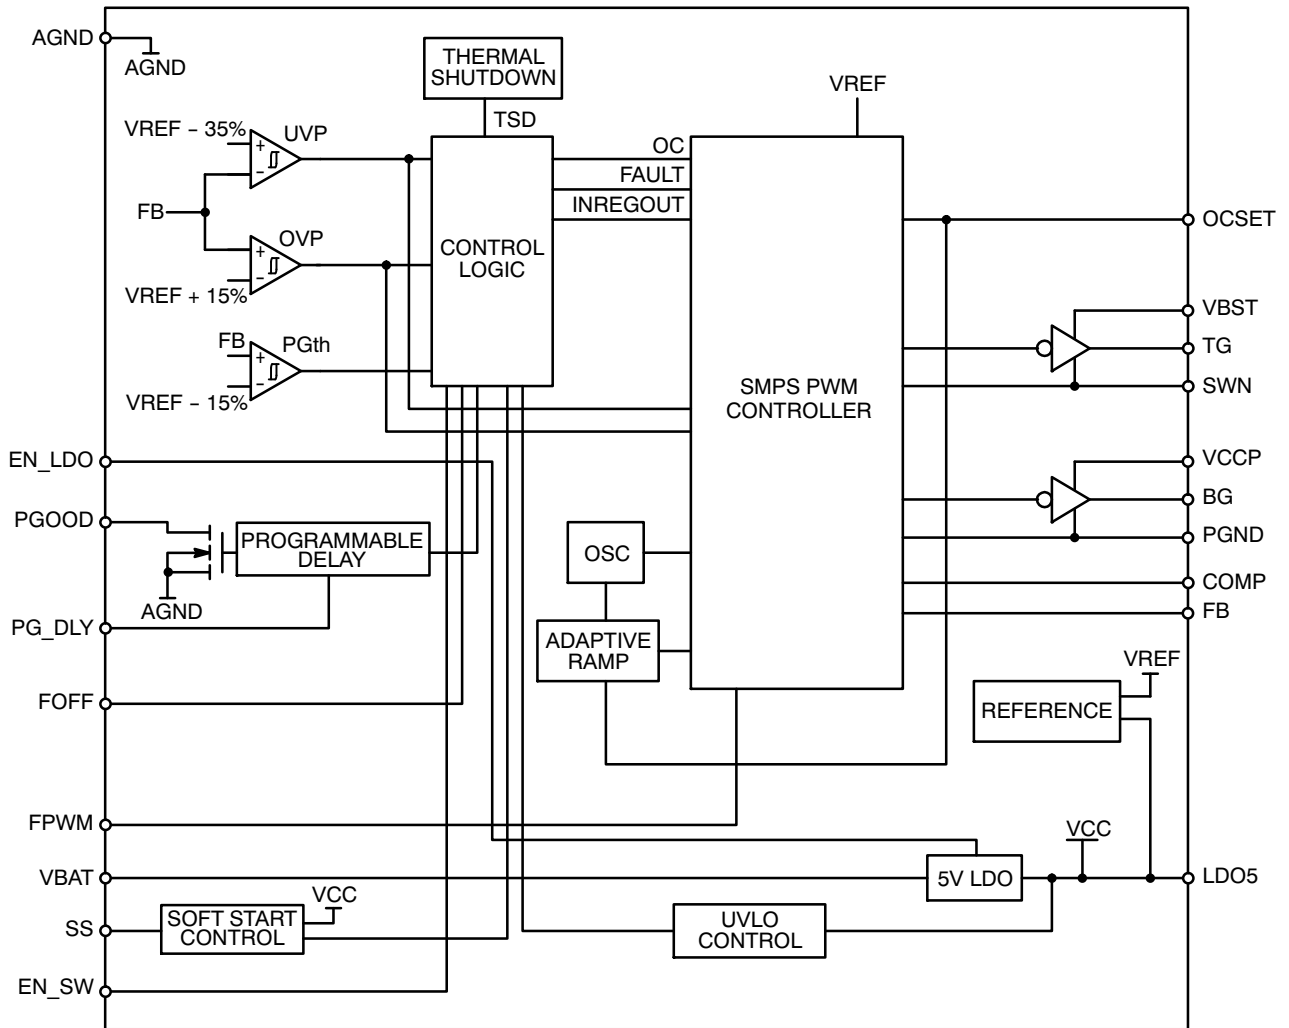 AGND
AGND
THERMAL
SHUTDOWN
TSD
VREF
VREF – 35%
+
–
UVP
FB
OVP
+
–
VREF + 15%
FB
PGth
+
–
VREF – 15%
CONTROL
LOGIC
OC
FAULT
INREGOUT
SMPS PWM
CONTROLLER
OCSET
VBST
TG
SWN
VCCP
BG
PGND
COMP
FB
EN_LDO
PGOOD
PROGRAMMABLE
DELAY
AGND
PG_DLY
OSC
ADAPTIVE
RAMP
VREF
REFERENCE
FOFF
FPWM
VCC
VBAT
5V LDO
LDO5
VCC
SS
SOFT START
CONTROL
UVLO
CONTROL
EN_SW